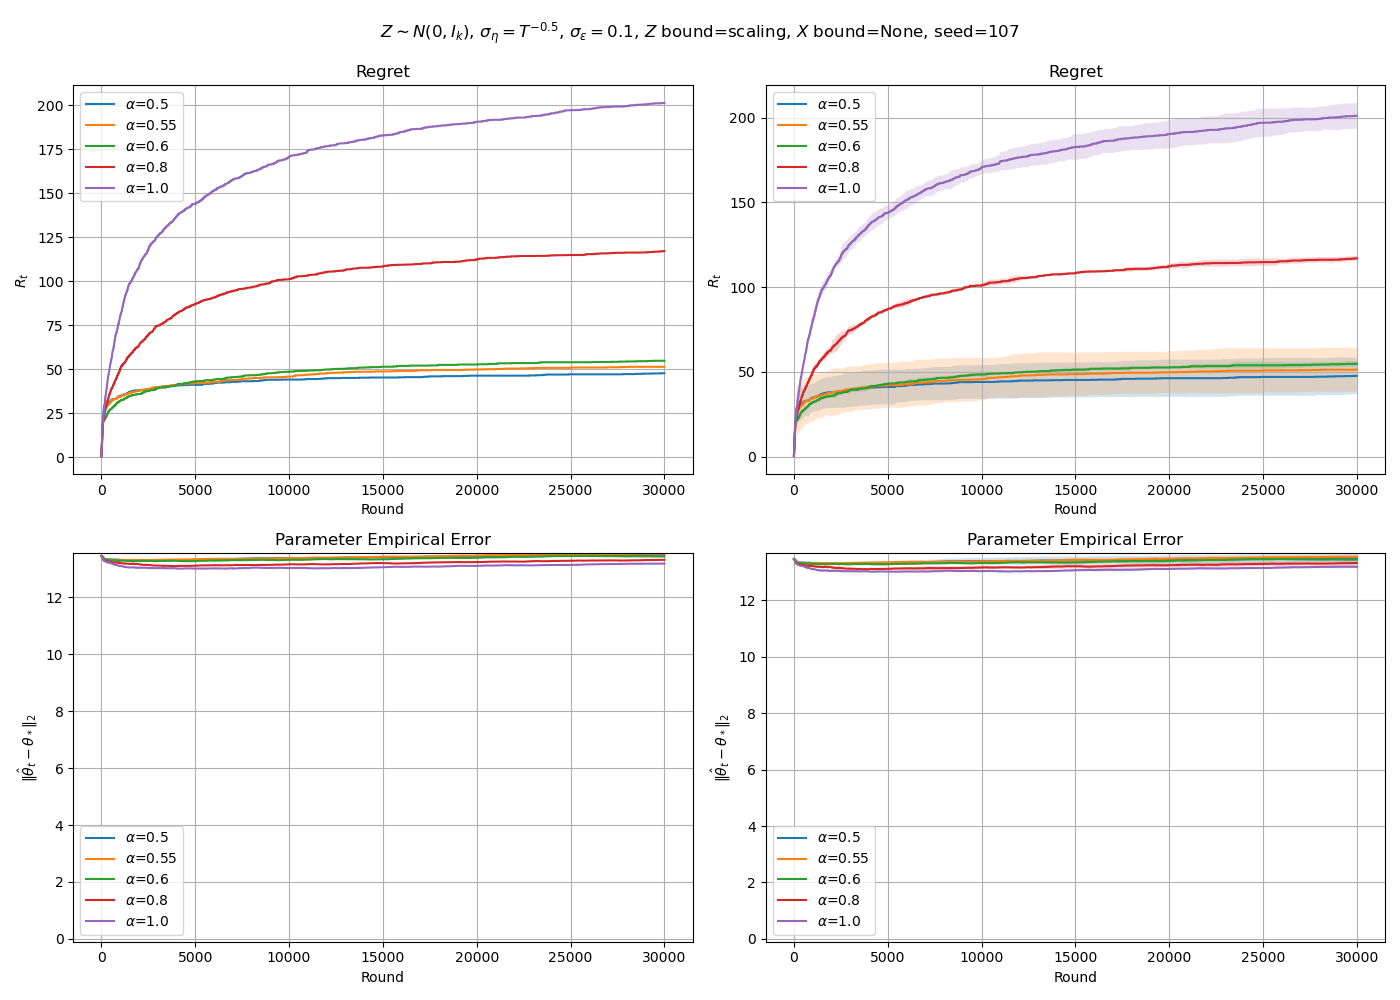 Z ∼ N(0, I_k), σ_η = T^{−0.5}, σ_ε = 0.1, Z bound=scaling, X bound=None, seed=107
Regret
R_t
200
175
150
125
100
75
50
25
0
α=0.5
α=0.55
α=0.6
α=0.8
α=1.0
0 5000 10000 15000 20000 25000 30000
Round
Regret
R_t
200
150
100
50
0
α=0.5
α=0.55
α=0.6
α=0.8
α=1.0
0 5000 10000 15000 20000 25000 30000
Round
Parameter Empirical Error
‖θ̂_t − θ_*‖_2
12
10
8
6
4
2
0
α=0.5
α=0.55
α=0.6
α=0.8
α=1.0
0 5000 10000 15000 20000 25000 30000
Round
Parameter Empirical Error
‖θ̂_t − θ_*‖_2
12
10
8
6
4
2
0
α=0.5
α=0.55
α=0.6
α=0.8
α=1.0
0 5000 10000 15000 20000 25000 30000
Round